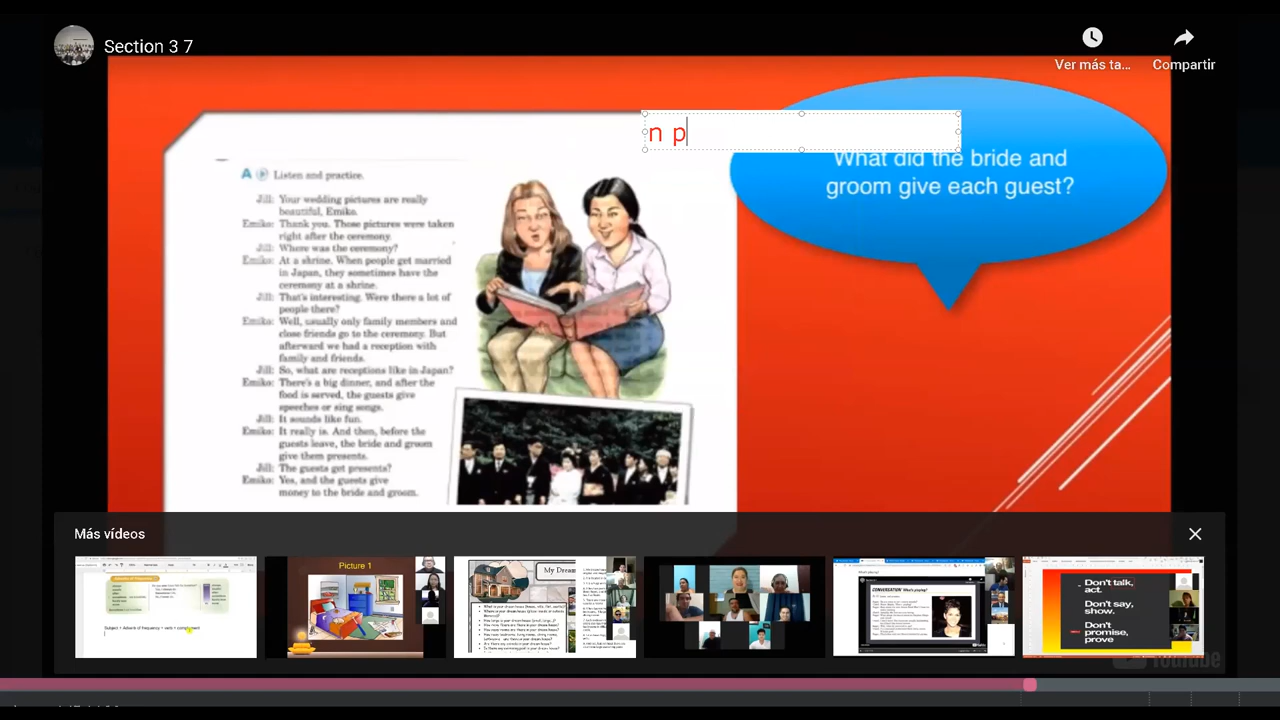 Section 3 7
Ver más ta...
Compartir
n p
What did the bride and
groom give each guest?
A Listen and practice.
Jill: Your wedding pictures are really
beautiful, Emiko.
Emiko: Thank you. Those pictures were taken
right after the ceremony.
Jill: Where was the ceremony?
Emiko: At a shrine. When people get married
in Japan, they sometimes have the
ceremony at a shrine.
Jill: That's interesting. Were there a lot of
people there?
Emiko: Well, usually only family members and
close friends go to the ceremony. But
afterward we had a reception with
family and friends.
Jill: So, what are receptions like in Japan?
Emiko: There's a big dinner, and after the
food is served, the guests give
speeches or sing songs.
Jill: It sounds like fun.
Emiko: It really is. And then, before the
guests leave, the bride and groom
give them presents.
Jill: The guests get presents?
Emiko: Yes, and the guests give
money to the bride and groom.
Más vídeos
Picture 1
My Dream
Don't talk,
act.
Don't say,
show.
Don't
promise,
prove
YouTube